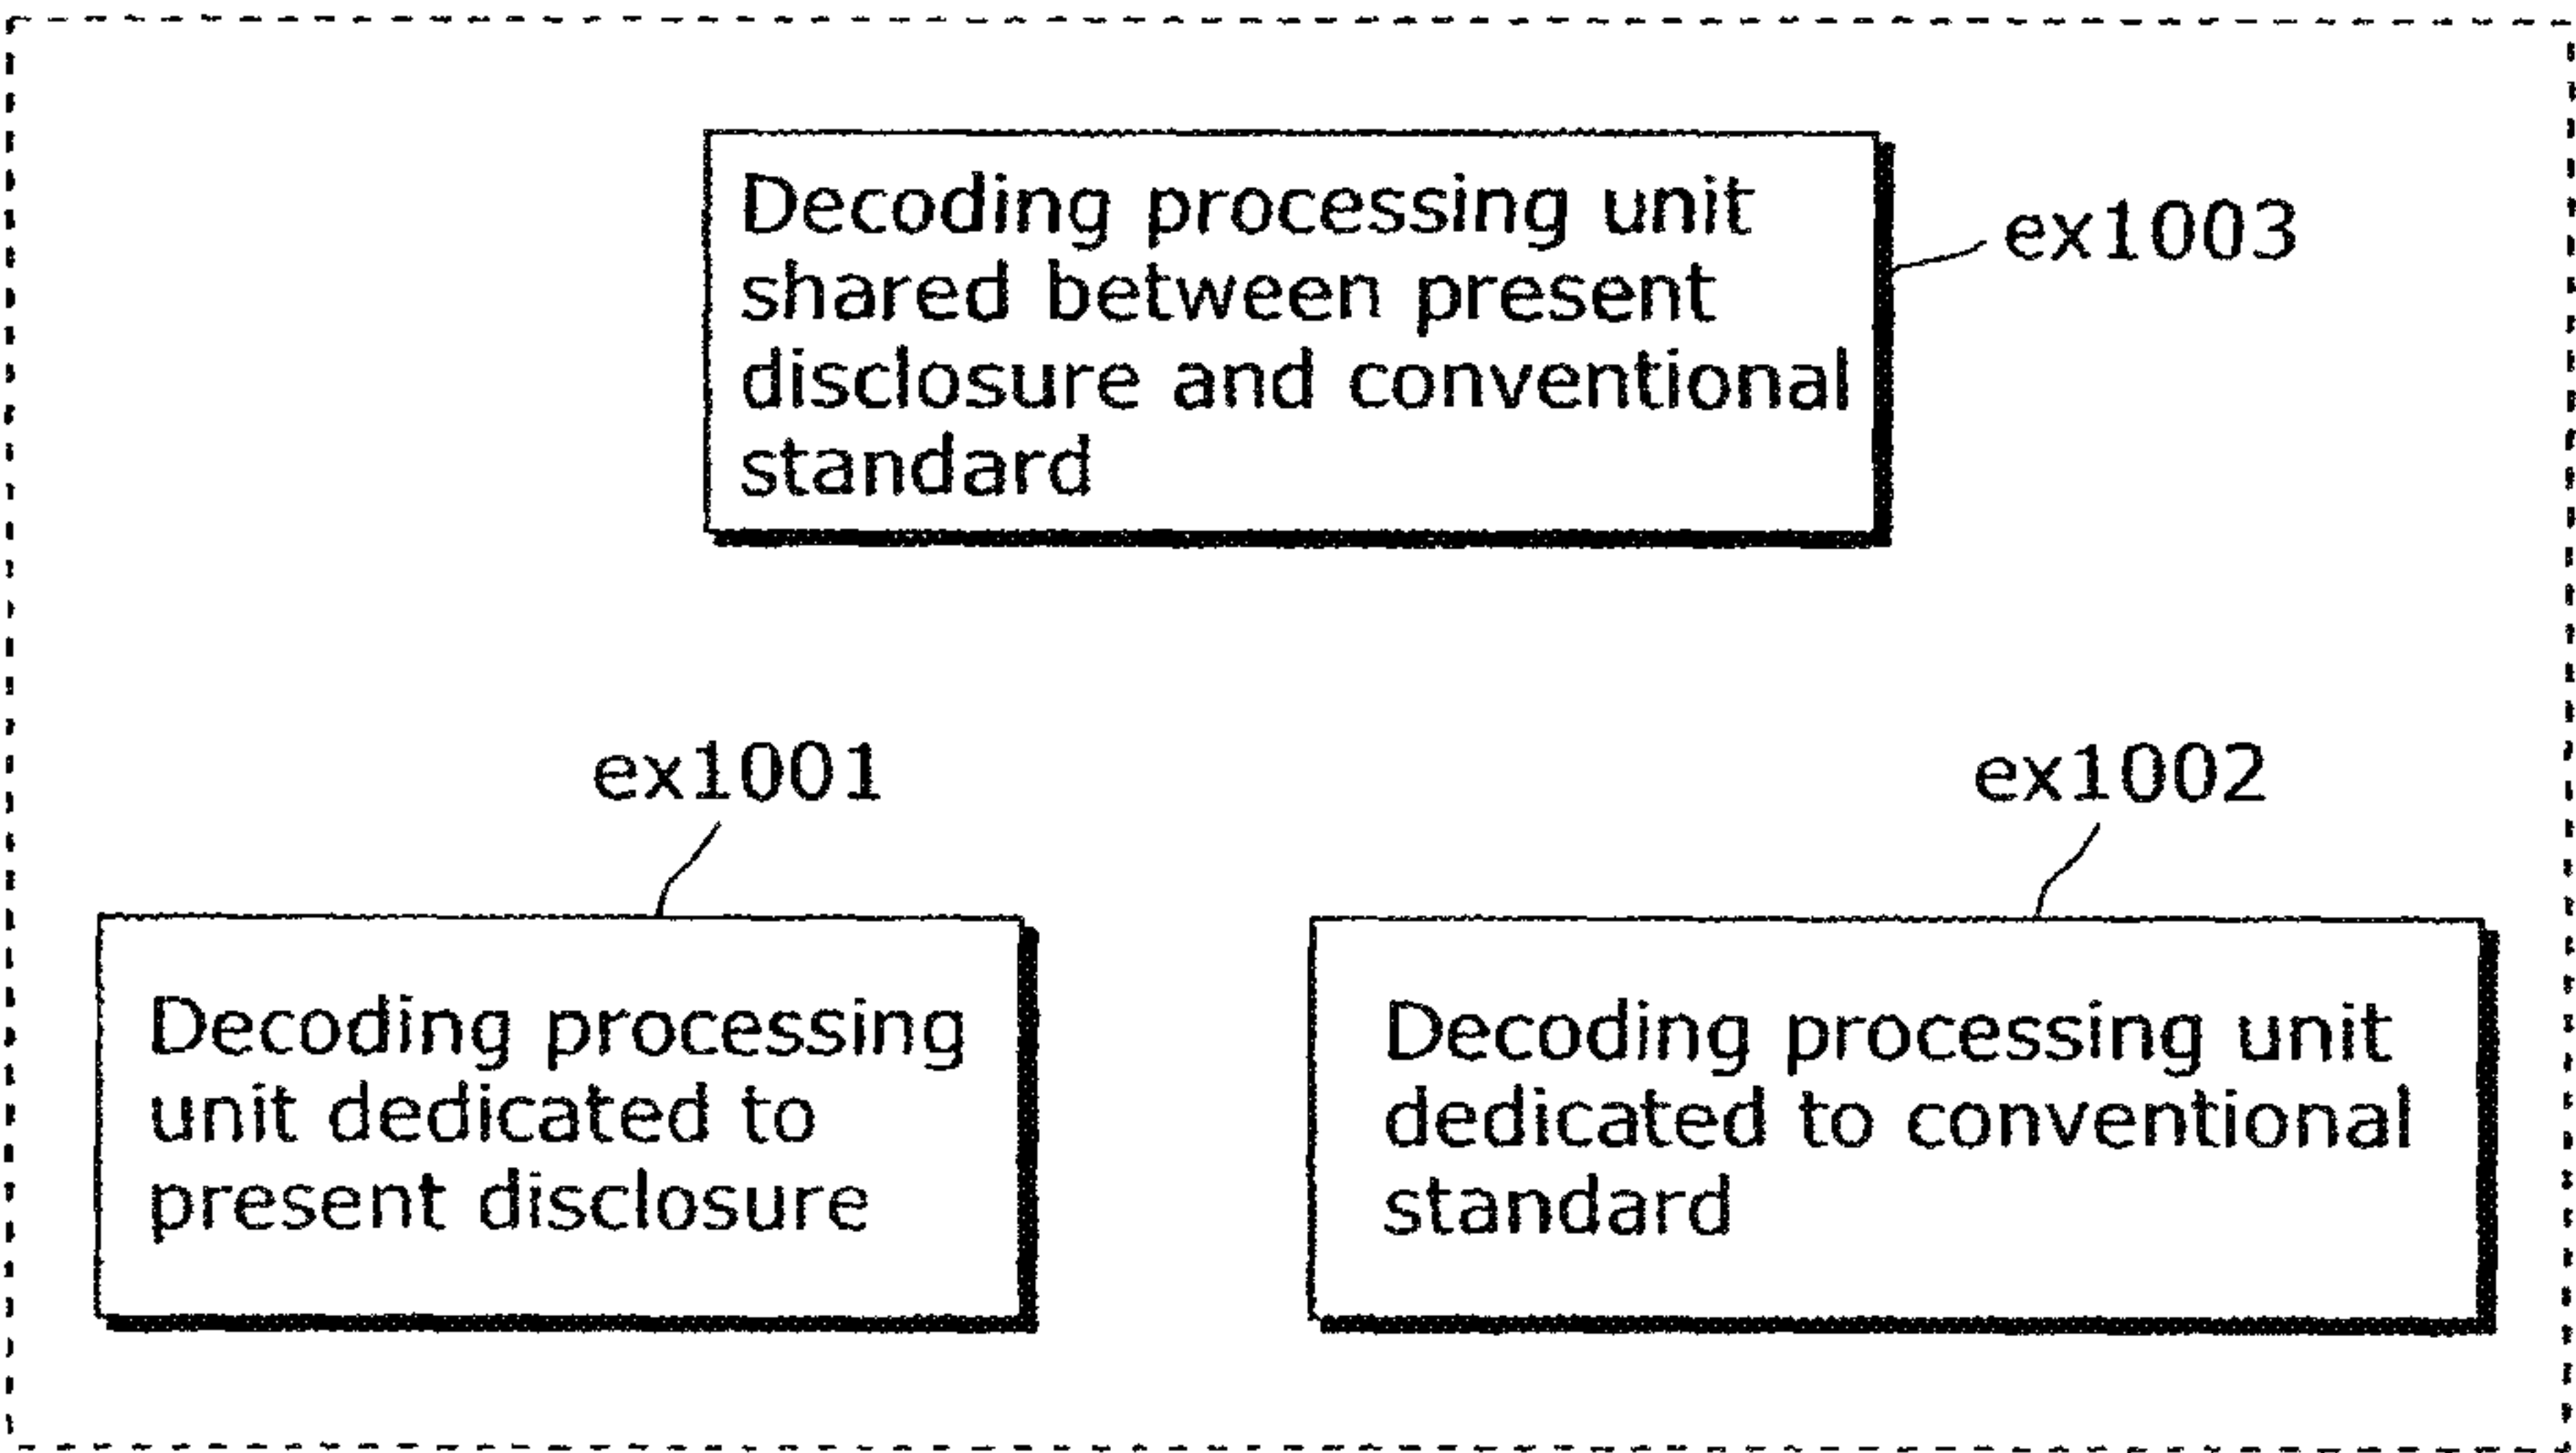 Decoding processing unit
shared between present
disclosure and conventional
standard
ex1003
ex1001
ex1002
Decoding processing
unit dedicated to
present disclosure
Decoding processing unit
dedicated to conventional
standard